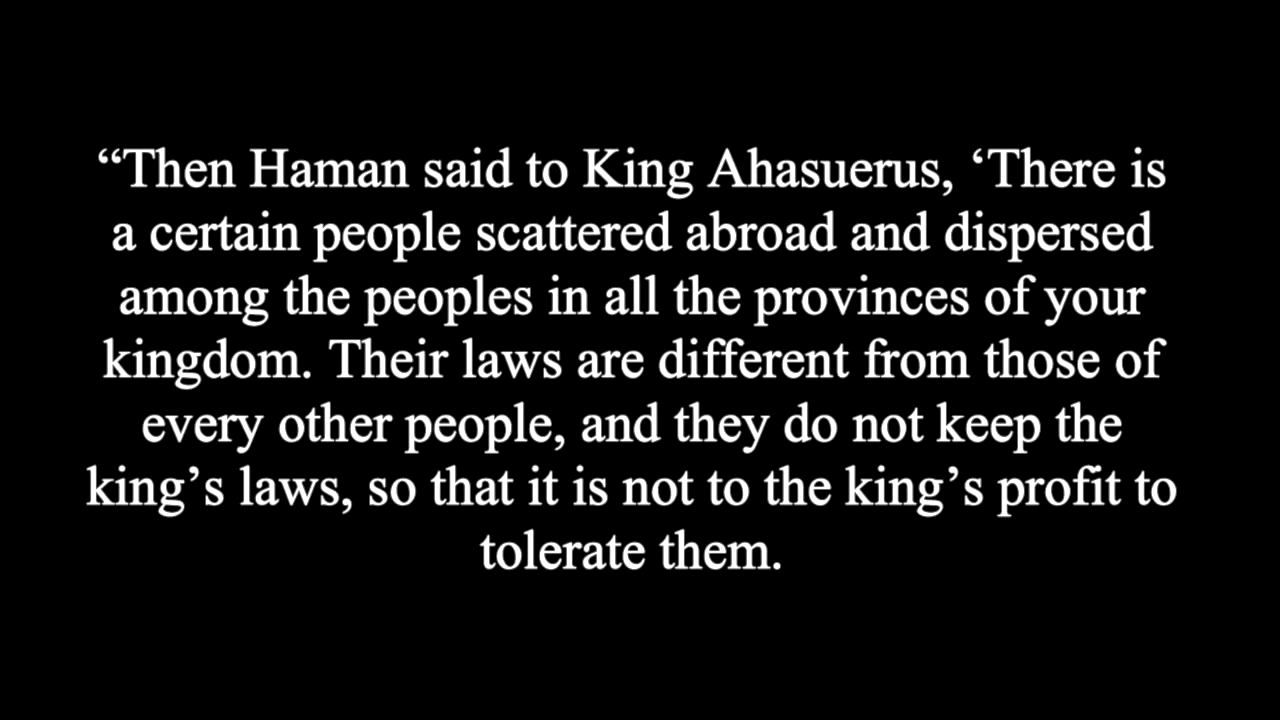 “Then Haman said to King Ahasuerus, ‘There is
a certain people scattered abroad and dispersed
among the peoples in all the provinces of your
kingdom. Their laws are different from those of
every other people, and they do not keep the
king’s laws, so that it is not to the king’s profit to
tolerate them.